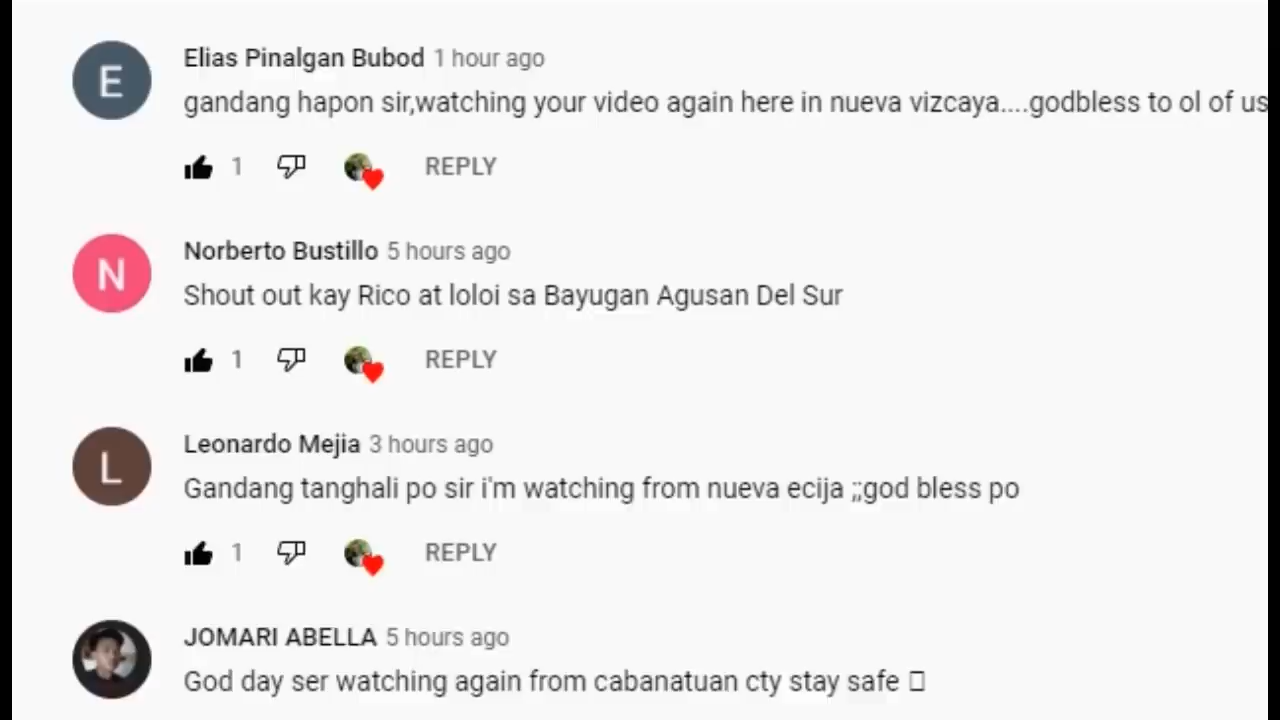 E
Elias Pinalgan Bubod 1 hour ago
gandang hapon sir,watching your video again here in nueva vizcaya....godbless to ol of us
1 REPLY
N
Norberto Bustillo 5 hours ago
Shout out kay Rico at loloi sa Bayugan Agusan Del Sur
1 REPLY
L
Leonardo Mejia 3 hours ago
Gandang tanghali po sir i'm watching from nueva ecija ;;god bless po
1 REPLY
JOMARI ABELLA 5 hours ago
God day ser watching again from cabanatuan cty stay safe